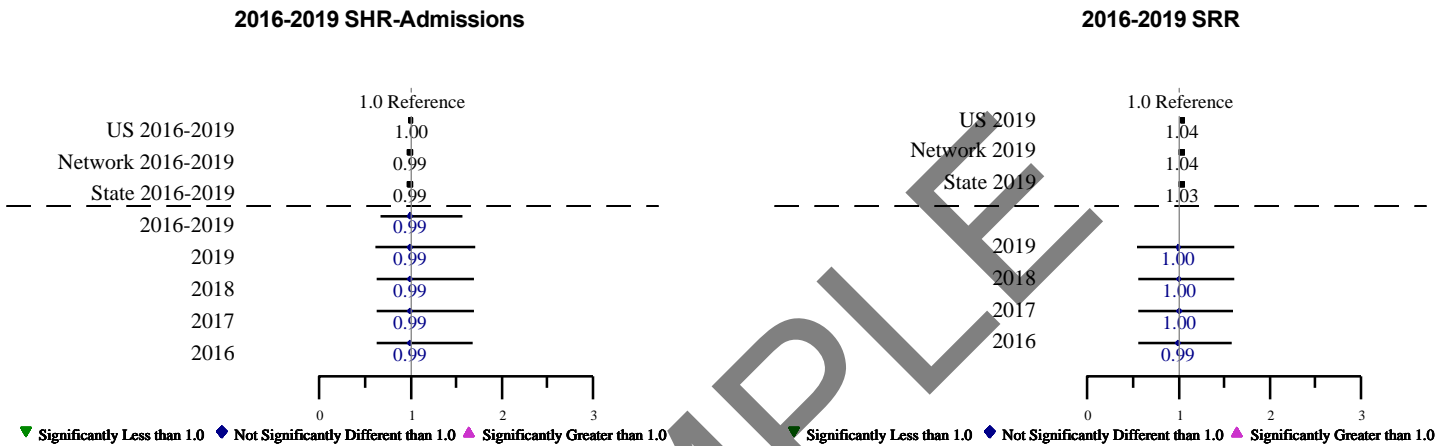 2016-2019 SHR-Admissions
1.0 Reference
US 2016-2019
1.00
Network 2016-2019
0.99
State 2016-2019
0.99
2016-2019
0.99
2019
0.99
2018
0.99
2017
0.99
2016
0.99
0 1 2 3
Significantly Less than 1.0 Not Significantly Different than 1.0 Significantly Greater than 1.0
2016-2019 SRR
1.0 Reference
US 2019
1.04
Network 2019
1.04
State 2019
1.03
2019
1.00
2018
1.00
2017
1.00
2016
0.99
0 1 2 3
Significantly Less than 1.0 Not Significantly Different than 1.0 Significantly Greater than 1.0
MPLE